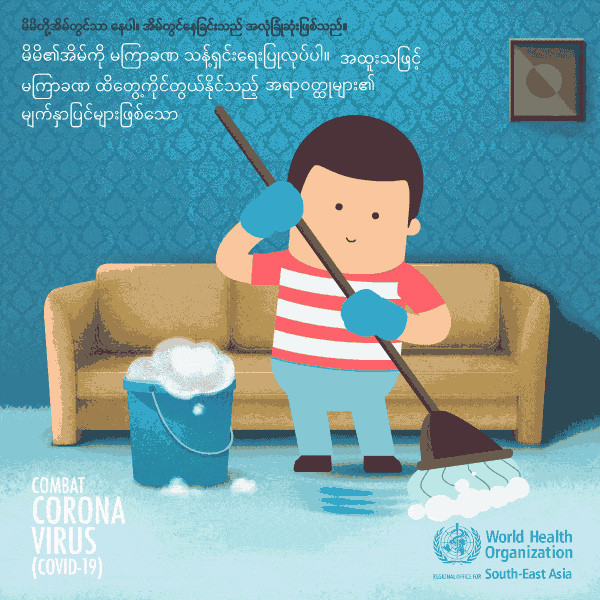 မိမိတို့အိမ်တွင်သာ နေပါ။ အိမ်တွင်နေခြင်းသည် အလုံခြုံဆုံးဖြစ်သည်။
မိမိ၏အိမ်ကို မကြာခဏ သန့်ရှင်းရေးပြုလုပ်ပါ။ အထူးသဖြင့်
မကြာခဏ ထိတွေ့ကိုင်တွယ်နိုင်သည့် အရာဝတ္ထုများ၏
မျက်နှာပြင်များဖြစ်သော
COMBAT
CORONA
VIRUS
(COVID-19)
World Health
Organization
REGIONAL OFFICE FOR South-East Asia